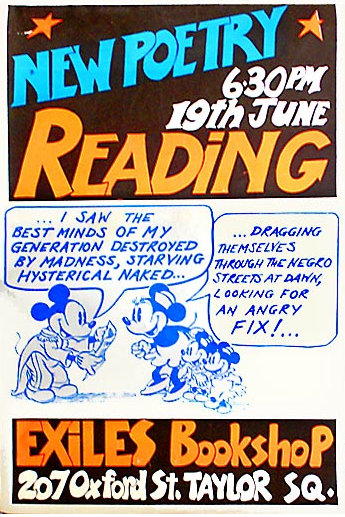 NEW POETRY
6·30PM
19th JUNE
READiNG
... I SAW THE
BEST MINDS OF MY
GENERATION DESTROYED
BY MADNESS, STARVING
HYSTERICAL NAKED...
...DRAGGING
THEMSELVES
THROUGH THE NEGRO
STREETS AT DAWN,
LOOKING FOR
AN ANGRY
FIX!...
EXiLES BookshoP
207 Oxford St. TAYLOR SQ.